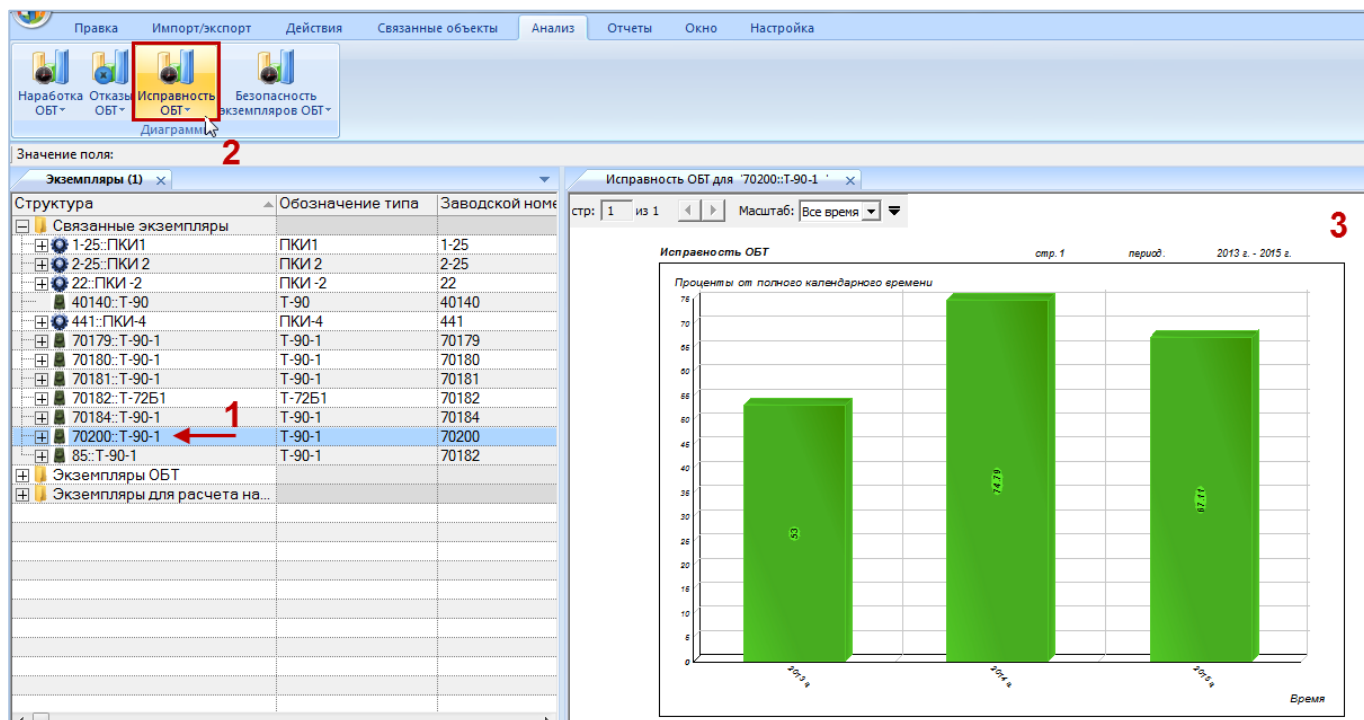 Правка Импорт/экспорт Действия Связанные объекты Анализ Отчеты Окно Настройка
Наработка ОБТ
Отказы ОБТ
Исправность ОБТ
Безопасность экземпляров ОБТ
Диаграммы
2
Значение поля:
Экземпляры (1)
Структура Обозначение типа Заводской номе
Связанные экземпляры
1-25::ПКИ1 ПКИ1 1-25
2-25::ПКИ 2 ПКИ 2 2-25
22::ПКИ -2 ПКИ -2 22
40140::Т-90 Т-90 40140
441::ПКИ-4 ПКИ-4 441
70179::Т-90-1 Т-90-1 70179
70180::Т-90-1 Т-90-1 70180
70181::Т-90-1 Т-90-1 70181
70182::Т-72Б1 Т-72Б1 70182
70184::Т-90-1 Т-90-1 70184
1
70200::Т-90-1 Т-90-1 70200
85::Т-90-1 Т-90-1 70182
Экземпляры ОБТ
Экземпляры для расчета на...
Исправность ОБТ для '70200::Т-90-1 '
стр: 1 из 1 Масштаб: Все время
3
Исправность ОБТ стр. 1 период. 2013 г. - 2015 г.
Проценты от полного календарного времени
75
70
65
60
55
50
45
40
35
30
25
20
15
10
5
0
53
74.79
67.11
2013 г.
2014 г.
2015 г.
Время